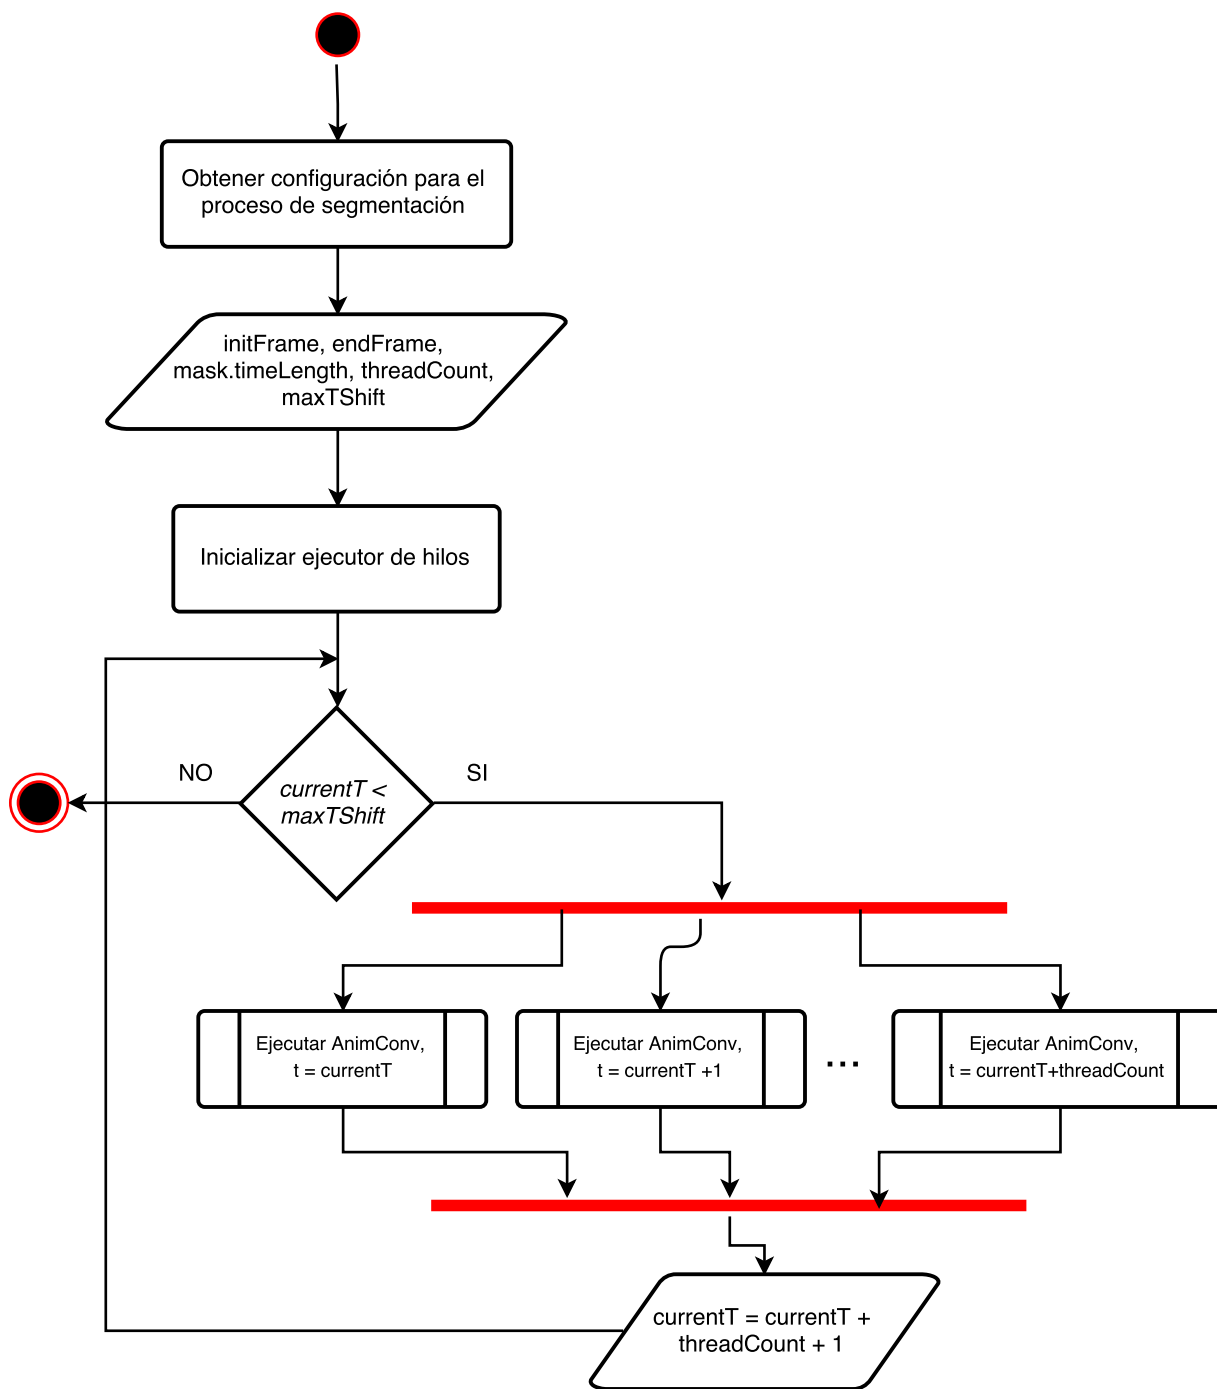 Obtener configuración para el
proceso de segmentación
initFrame, endFrame,
mask.timeLength, threadCount,
maxTShift
Inicializar ejecutor de hilos
NO
SI
currentT <
maxTShift
Ejecutar AnimConv,
t = currentT
Ejecutar AnimConv,
t = currentT +1
...
Ejecutar AnimConv,
t = currentT+threadCount
currentT = currentT +
threadCount + 1